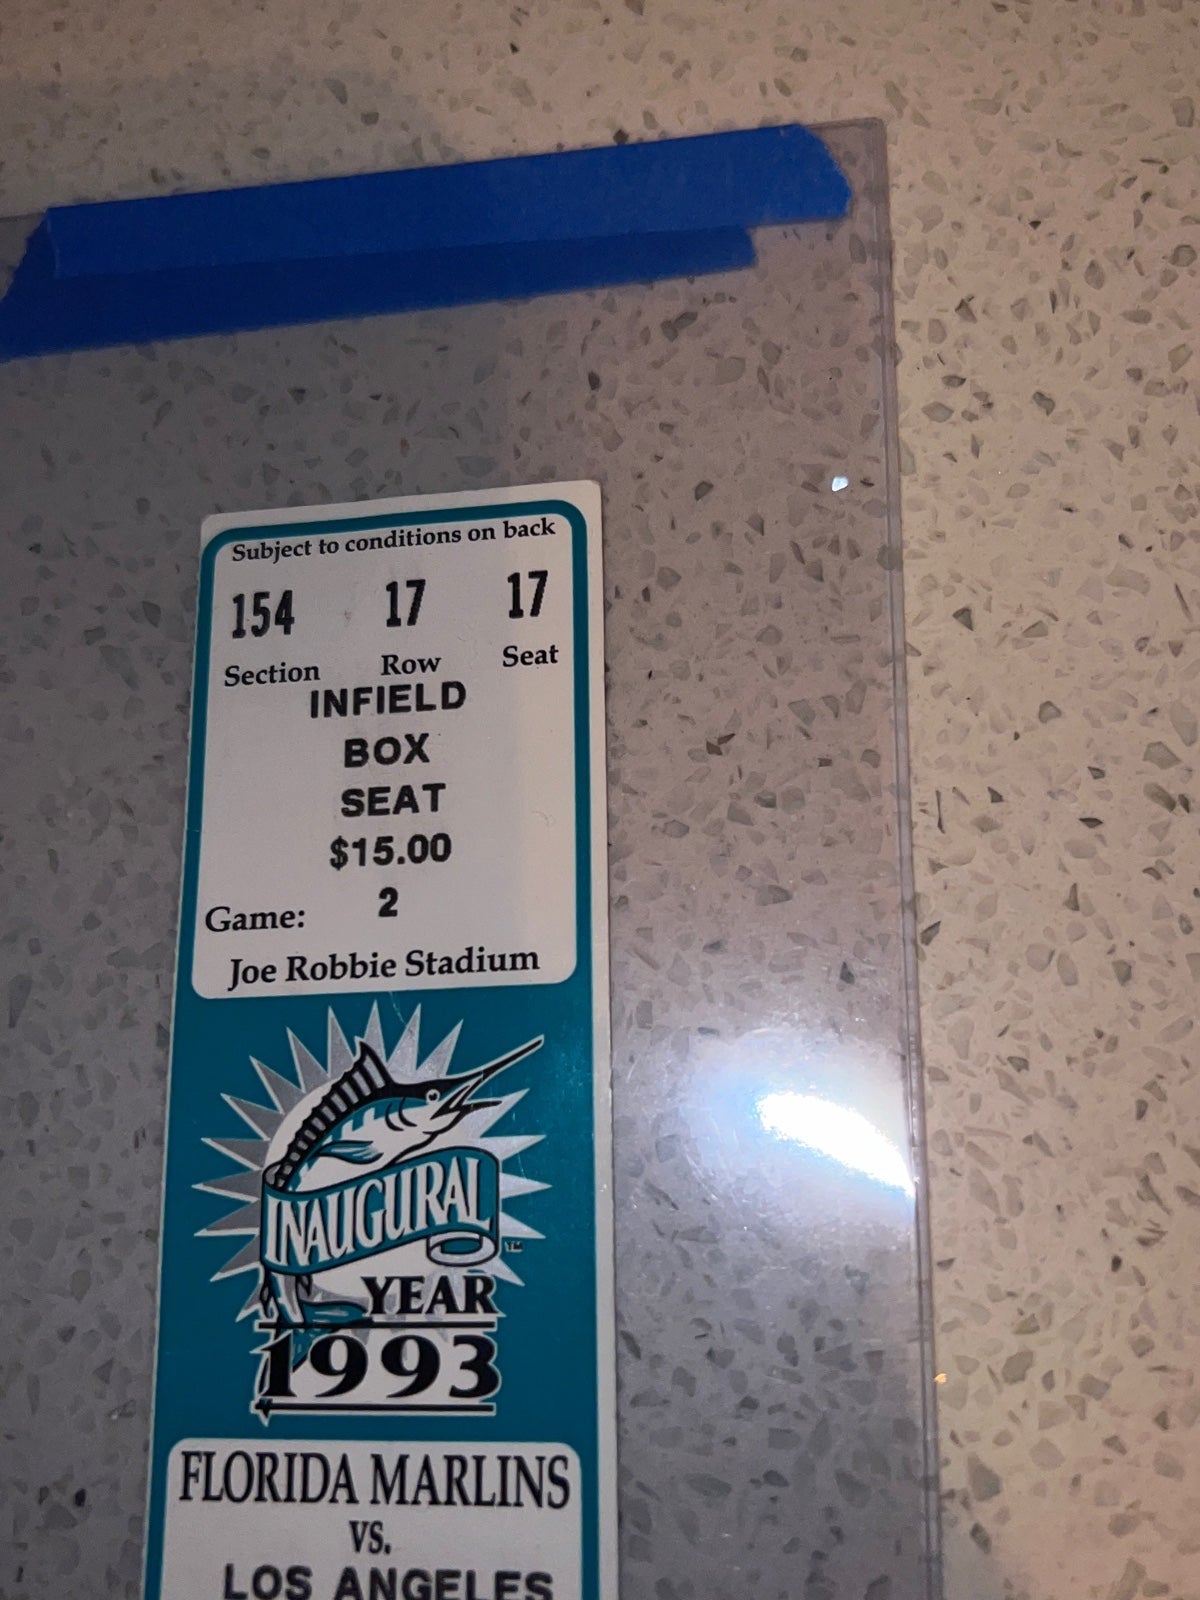 Subject to conditions on back
154 17 17
Section Row Seat
INFIELD
BOX
SEAT
$15.00
Game: 2
Joe Robbie Stadium
INAUGURAL
TM
YEAR
1993
FLORIDA MARLINS
VS.
LOS ANGELES